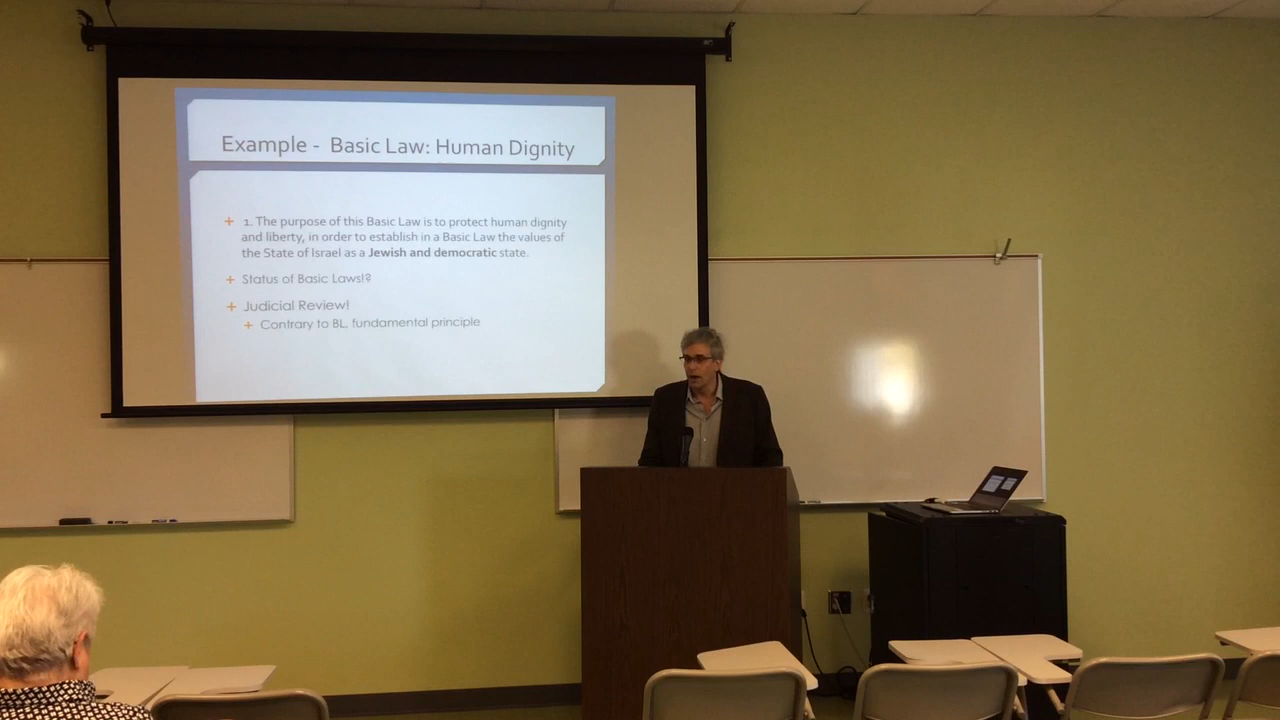 Example - Basic Law: Human Dignity
1. The purpose of this Basic Law is to protect human dignity
and liberty, in order to establish in a Basic Law the values of
the State of Israel as a Jewish and democratic state.
Status of Basic Laws!?
Judicial Review!
Contrary to BL, fundamental principle